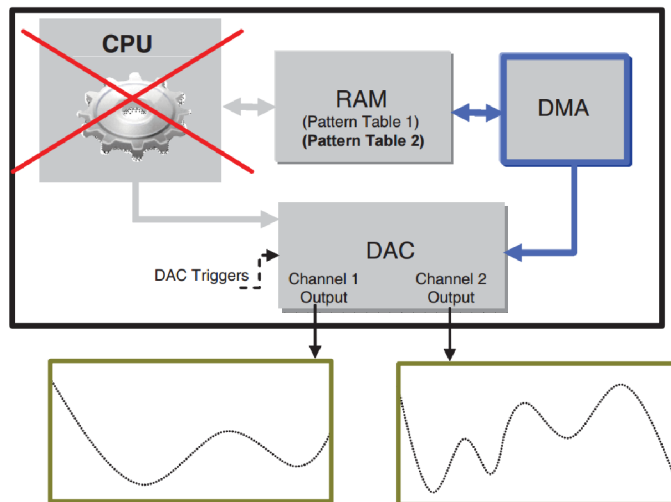 CPU
RAM
(Pattern Table 1)
(Pattern Table 2)
DMA
DAC
DAC Triggers
Channel 1
Output
Channel 2
Output